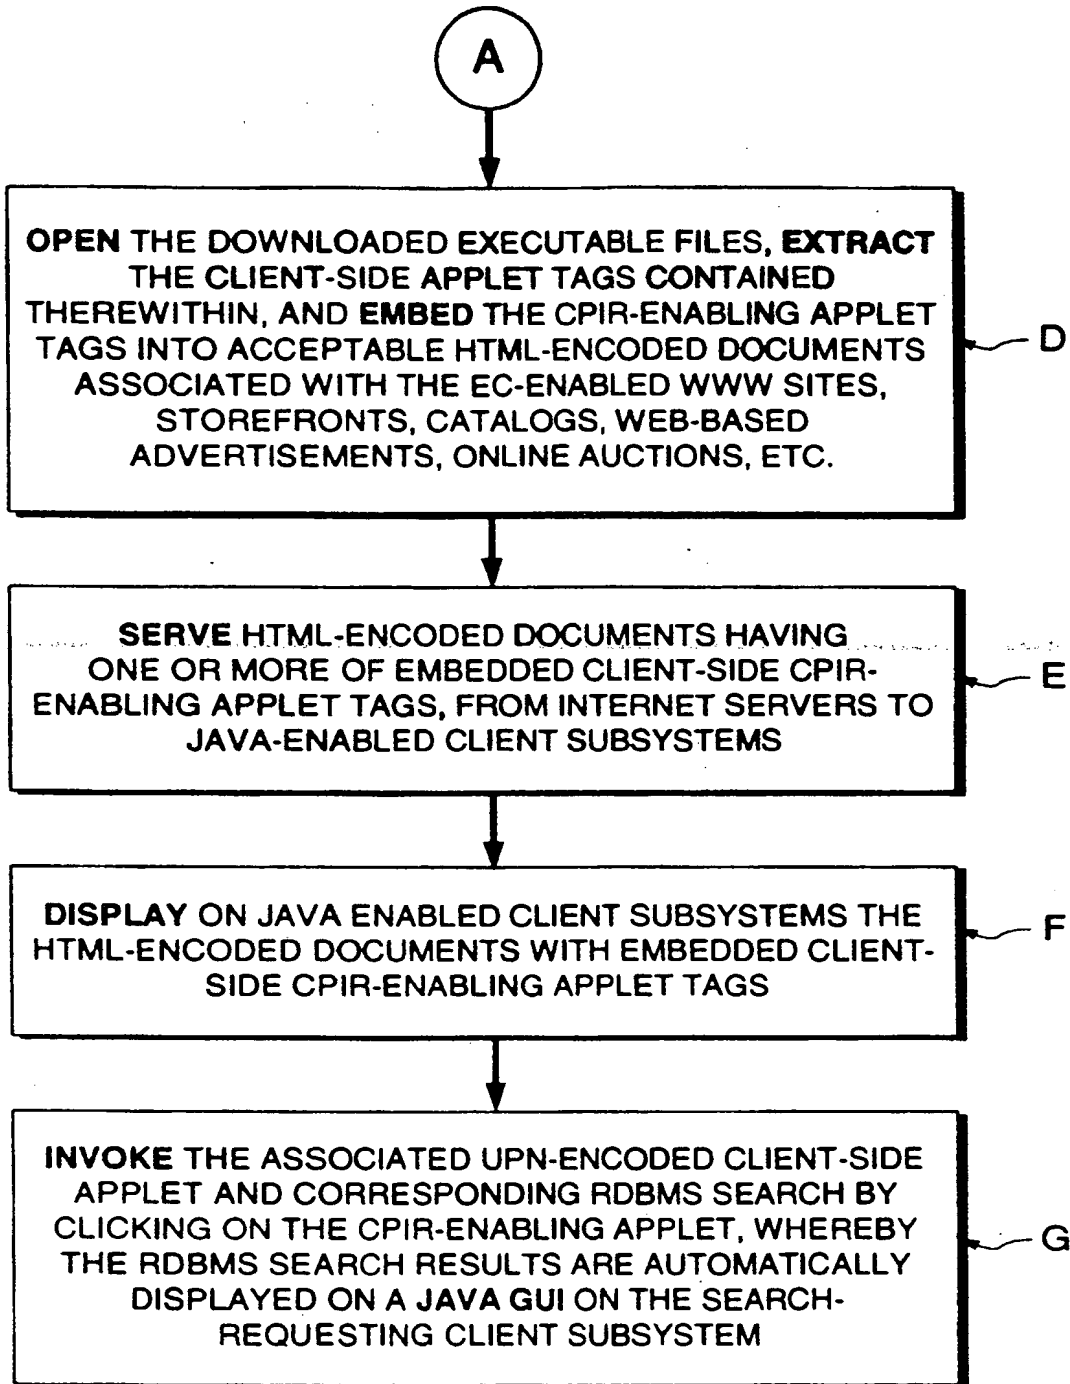 A
OPEN THE DOWNLOADED EXECUTABLE FILES, EXTRACT
THE CLIENT-SIDE APPLET TAGS CONTAINED
THEREWITHIN, AND EMBED THE CPIR-ENABLING APPLET
TAGS INTO ACCEPTABLE HTML-ENCODED DOCUMENTS
ASSOCIATED WITH THE EC-ENABLED WWW SITES,
STOREFRONTS, CATALOGS, WEB-BASED
ADVERTISEMENTS, ONLINE AUCTIONS, ETC.
D
SERVE HTML-ENCODED DOCUMENTS HAVING
ONE OR MORE OF EMBEDDED CLIENT-SIDE CPIR-
ENABLING APPLET TAGS, FROM INTERNET SERVERS TO
JAVA-ENABLED CLIENT SUBSYSTEMS
E
DISPLAY ON JAVA ENABLED CLIENT SUBSYSTEMS THE
HTML-ENCODED DOCUMENTS WITH EMBEDDED CLIENT-
SIDE CPIR-ENABLING APPLET TAGS
F
INVOKE THE ASSOCIATED UPN-ENCODED CLIENT-SIDE
APPLET AND CORRESPONDING RDBMS SEARCH BY
CLICKING ON THE CPIR-ENABLING APPLET, WHEREBY
THE RDBMS SEARCH RESULTS ARE AUTOMATICALLY
DISPLAYED ON A JAVA GUI ON THE SEARCH-
REQUESTING CLIENT SUBSYSTEM
G